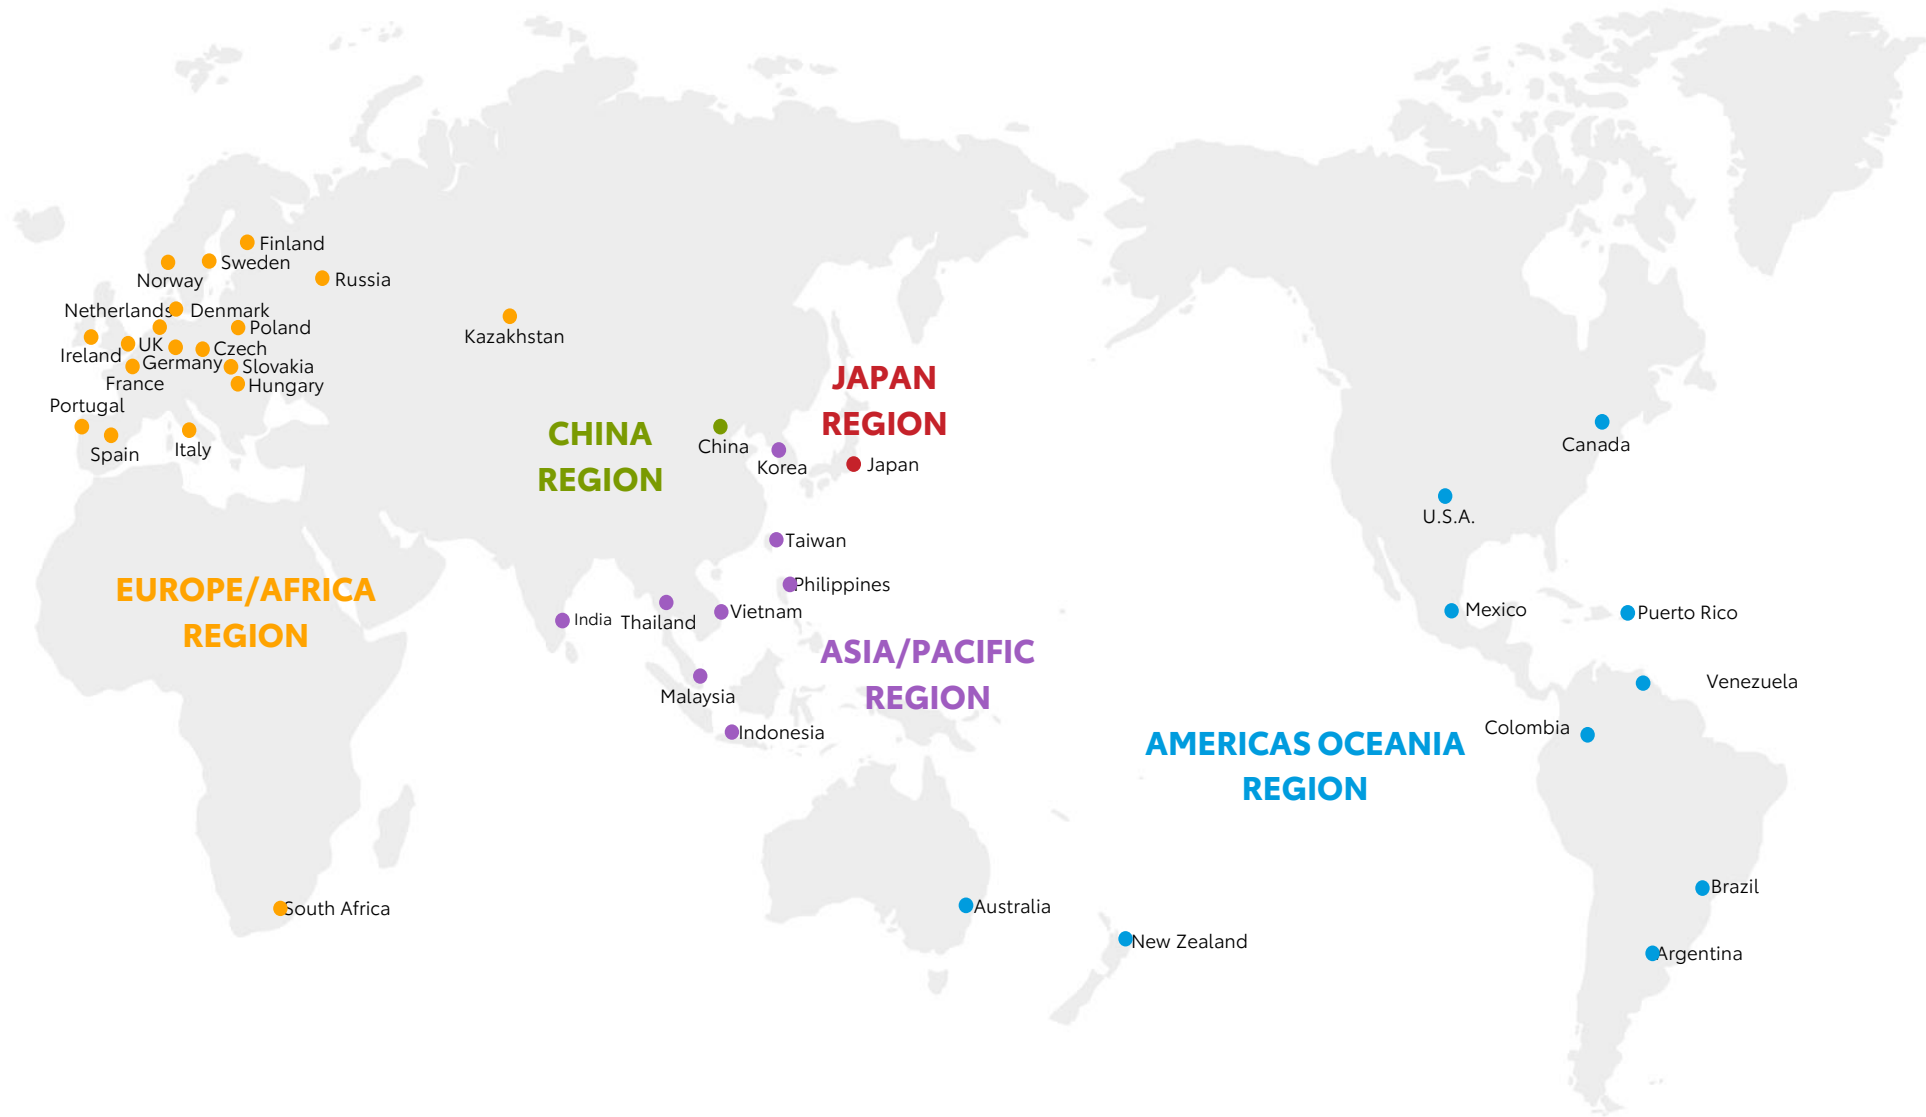 Finland
Sweden
Norway
Russia
Netherlands
Denmark
Poland
Kazakhstan
UK
Czech
Ireland
Germany
Slovakia
France
Hungary
Portugal
Spain
Italy
JAPAN
REGION
CHINA
REGION
China
Korea
Japan
Canada
U.S.A.
Taiwan
Philippines
EUROPE/AFRICA
REGION
India
Thailand
Vietnam
Mexico
Puerto Rico
ASIA/PACIFIC
REGION
Malaysia
Indonesia
Venezuela
Colombia
AMERICAS OCEANIA
REGION
Brazil
South Africa
Australia
New Zealand
Argentina